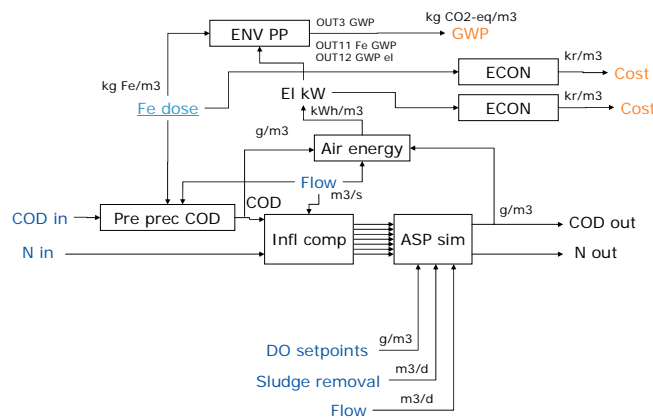 kg CO2-eq/m3
OUT3 GWP
ENV PP
GWP
OUT11 Fe GWP
OUT12 GWP el
kr/m3
ECON
Cost
kg Fe/m3
El kW
kr/m3
Fe dose
ECON
Cost
kWh/m3
g/m3
Air energy
Flow
m3/s
COD
g/m3
COD in
Pre prec COD
COD out
Infl comp
ASP sim
N in
N out
g/m3
DO setpoints
m3/d
Sludge removal
m3/d
Flow